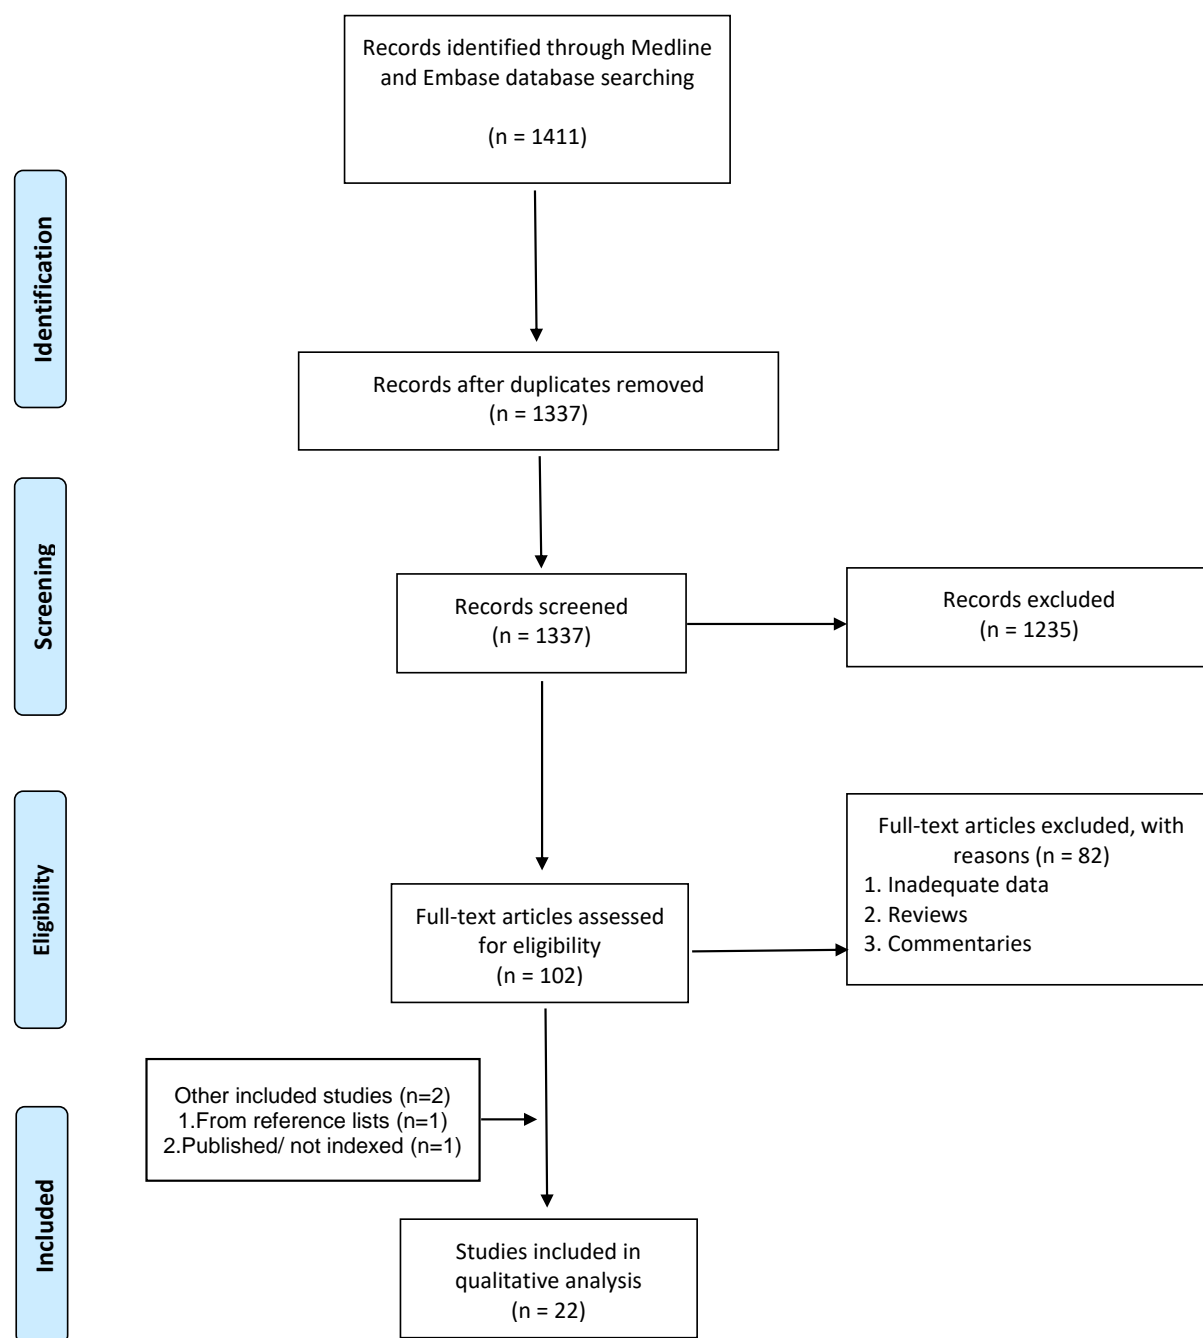 Records identified through Medline
and Embase database searching
(n = 1411)
Identification
Records after duplicates removed
(n = 1337)
Screening
Records screened
(n = 1337)
Records excluded
(n = 1235)
Eligibility
Full-text articles assessed
for eligibility
(n = 102)
Full-text articles excluded, with
reasons (n = 82)
1. Inadequate data
2. Reviews
3. Commentaries
Other included studies (n=2)
1.From reference lists (n=1)
2.Published/ not indexed (n=1)
Included
Studies included in
qualitative analysis
(n = 22)